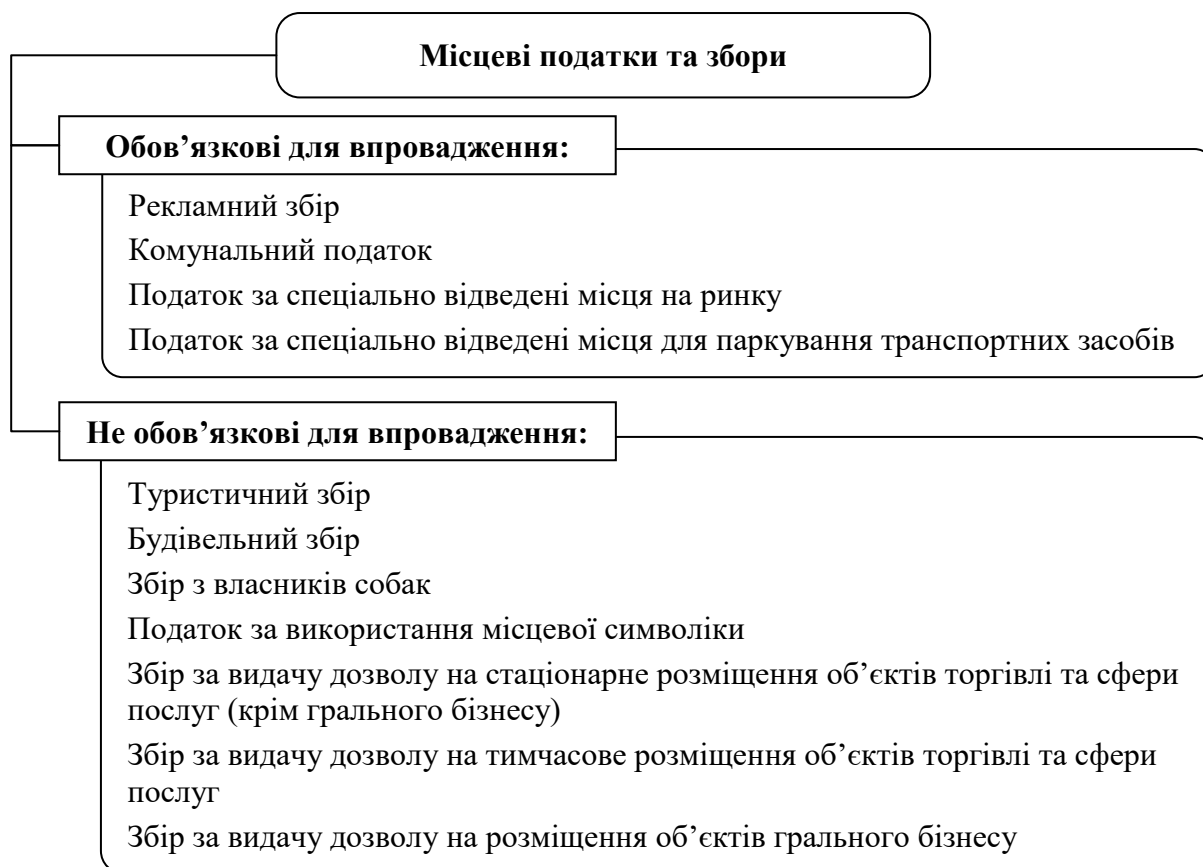 Місцеві податки та збори
Обов’язкові для впровадження:
Рекламний збір
Комунальний податок
Податок за спеціально відведені місця на ринку
Податок за спеціально відведені місця для паркування транспортних засобів
Не обов’язкові для впровадження:
Туристичний збір
Будівельний збір
Збір з власників собак
Податок за використання місцевої символіки
Збір за видачу дозволу на стаціонарне розміщення об’єктів торгівлі та сфери
послуг (крім грального бізнесу)
Збір за видачу дозволу на тимчасове розміщення об’єктів торгівлі та сфери
послуг
Збір за видачу дозволу на розміщення об’єктів грального бізнесу